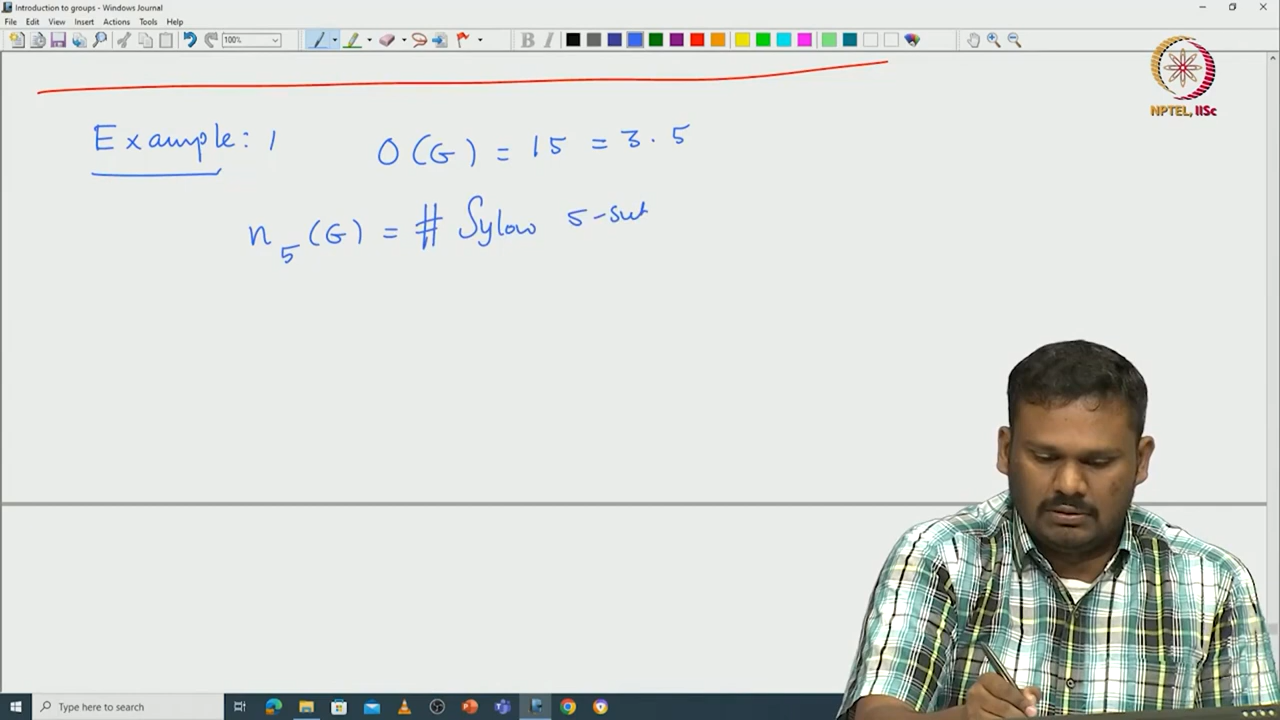 Introduction to groups - Windows Journal
File Edit View Insert Actions Tools Help
100%
B I
NPTEL, IISc
Example: 1 O(G) = 15 = 3.5
n₅(G) = # Sylow 5-sub
Type here to search